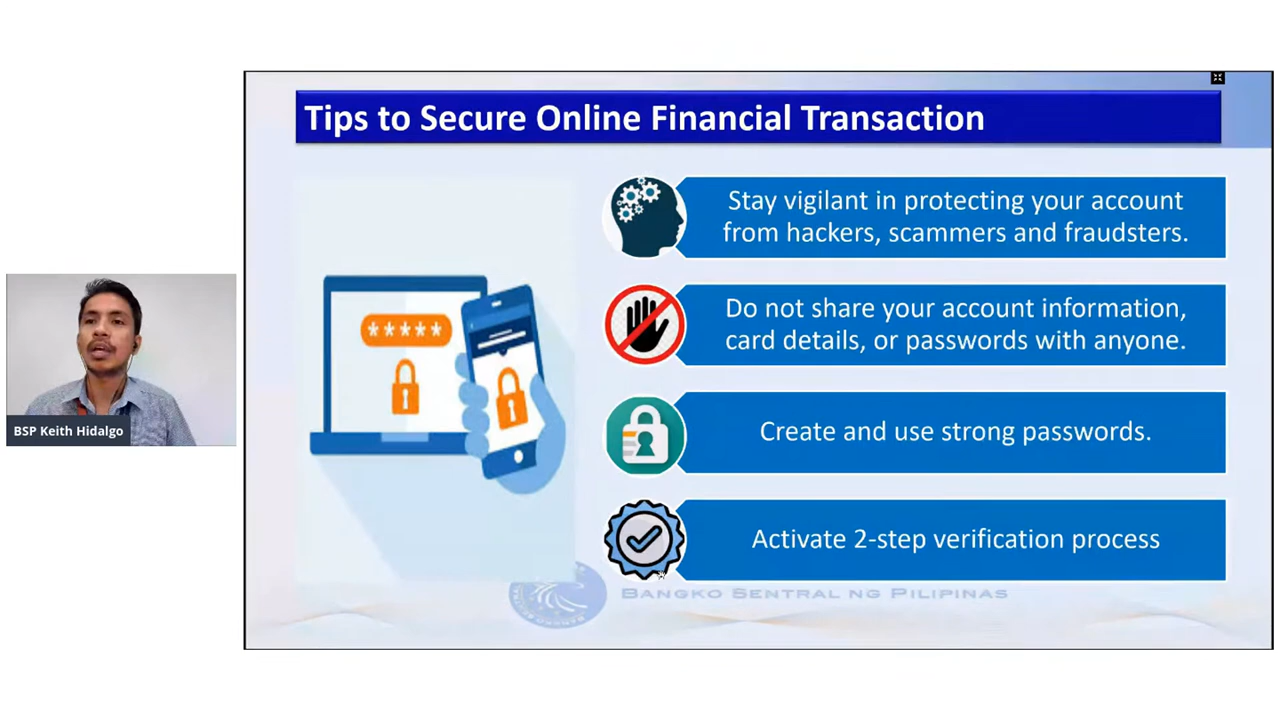 Tips to Secure Online Financial Transaction
Stay vigilant in protecting your account
from hackers, scammers and fraudsters.
Do not share your account information,
card details, or passwords with anyone.
*****
Create and use strong passwords.
BSP Keith Hidalgo
Activate 2-step verification process
BANGKO SENTRAL NG PILIPINAS